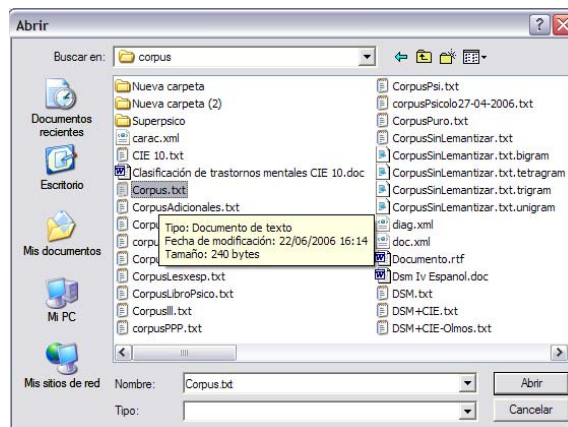 Abrir
Buscar en:
corpus
Documentos
recientes
Escritorio
Mis documentos
Mi PC
Mis sitios de red
Nueva carpeta
Nueva carpeta (2)
Superpsico
carac.xml
CIE 10.txt
Clasificación de trastornos mentales CIE 10.doc
Corpus.txt
CorpusAdicionales.txt
Corpu
corpu
Corpu
CorpusLesxesp.txt
CorpusLibroPsico.txt
Corpuslll.txt
corpusPPP.txt
Tipo: Documento de texto
Fecha de modificación: 22/06/2006 16:14
Tamaño: 240 bytes
CorpusPsi.txt
corpusPsicolo27-04-2006.txt
CorpusPuro.txt
CorpusSinLemantizar.txt
CorpusSinLemantizar.txt.bigram
CorpusSinLemantizar.txt.tetragram
CorpusSinLemantizar.txt.trigram
CorpusSinLemantizar.txt.unigram
diag.xml
doc.xml
Documento.rtf
Dsm Iv Espanol.doc
DSM.txt
DSM+CIE.txt
DSM+CIE-Olmos.txt
Nombre:
Corpus.txt
Abrir
Tipo:
Cancelar